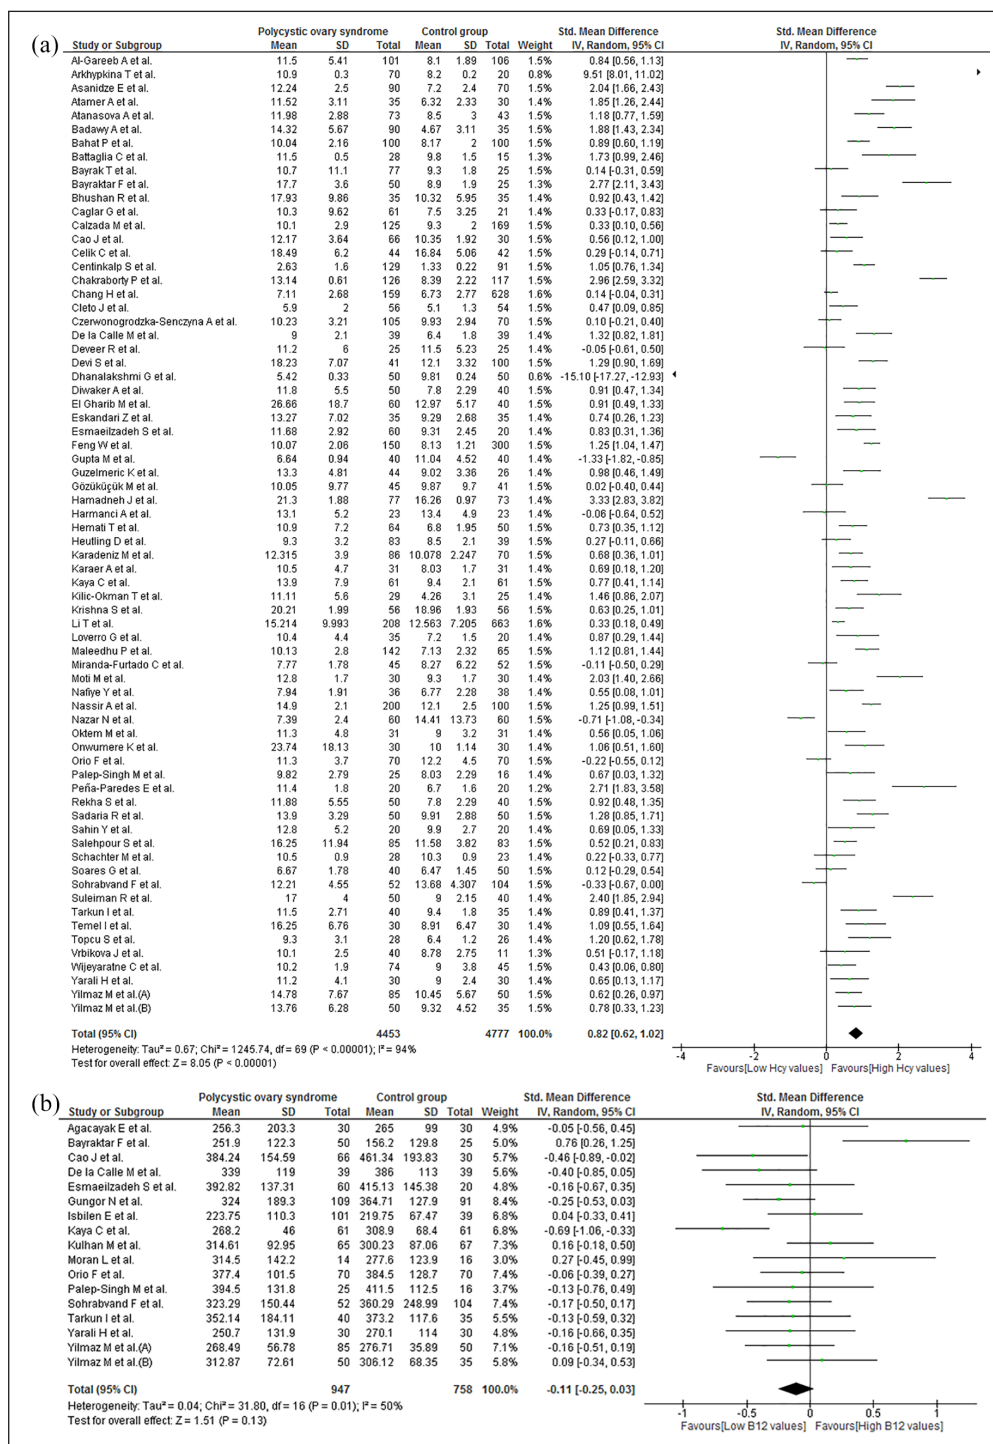 (a)
Polycystic ovary syndrome Control group Std. Mean Difference Std. Mean Difference
Study or Subgroup Mean SD Total Mean SD Total Weight IV, Random, 95% CI IV, Random, 95% CI
Al-Gareeb A et al. 11.5 5.41 101 8.1 1.89 106 1.5% 0.84 [0.56, 1.13]
Arkhypkina T et al. 10.9 0.3 70 8.2 0.2 20 0.8% 9.51 [8.01, 11.02]
Asanidze E et al. 12.24 2.5 90 7.2 2.4 70 1.5% 2.04 [1.66, 2.43]
Atamer A et al. 11.52 3.11 35 6.32 2.33 30 1.4% 1.85 [1.26, 2.44]
Atanasova A et al. 11.98 2.88 73 8.5 3 43 1.5% 1.18 [0.77, 1.59]
Badawy A et al. 14.32 5.67 90 4.67 3.11 35 1.5% 1.88 [1.43, 2.34]
Bahat P et al. 10.04 2.16 100 8.17 2 100 1.5% 0.89 [0.60, 1.19]
Battaglia C et al. 11.5 0.5 28 9.8 1.5 15 1.3% 1.73 [0.99, 2.46]
Bayrak T et al. 10.7 11.1 77 9.3 1.8 25 1.5% 0.14 [-0.31, 0.59]
Bayraktar F et al. 17.7 3.6 50 8.9 1.9 25 1.4% 2.77 [2.11, 3.43]
Bhushan R et al. 17.93 9.86 35 10.32 5.95 35 1.4% 0.92 [0.43, 1.42]
Caglar G et al. 10.3 9.62 61 7.5 3.25 21 1.4% 0.33 [-0.17, 0.83]
Calzada M et al. 10.1 2.9 125 9.3 2 169 1.5% 0.33 [0.10, 0.56]
Cao J et al. 12.17 3.64 66 10.35 1.92 30 1.5% 0.56 [0.12, 1.00]
Celik C et al. 18.49 6.2 44 16.84 5.06 42 1.5% 0.29 [-0.14, 0.71]
Centinkalp S et al. 2.63 1.6 129 1.33 0.22 91 1.5% 1.05 [0.76, 1.34]
Chakraborty P et al. 13.14 0.61 126 8.39 2.22 117 1.5% 2.96 [2.59, 3.32]
Chang H et al. 7.11 2.68 159 6.73 2.77 628 1.6% 0.14 [-0.04, 0.31]
Cleto J et al. 5.9 2 56 5.1 1.3 54 1.5% 0.47 [0.09, 0.85]
Czerwonogrodzka-Senczyna A et al. 10.23 3.21 105 9.93 2.94 70 1.5% 0.10 [-0.21, 0.40]
De la Calle M et al. 9 2.1 39 6.4 1.8 39 1.4% 1.32 [0.82, 1.81]
Deveer R et al. 11.2 6 25 11.5 5.23 25 1.4% -0.05 [-0.61, 0.50]
Devi S et al. 18.23 7.07 41 12.1 3.32 100 1.5% 1.29 [0.90, 1.69]
Dhanalakshmi G et al. 5.42 0.33 50 9.81 0.24 50 0.6% -15.10 [-17.27, -12.93]
Diwaker A et al. 11.8 5.5 50 7.8 2.29 40 1.5% 0.91 [0.47, 1.34]
El Gharib M et al. 26.66 18.7 60 12.97 5.17 40 1.5% 0.91 [0.49, 1.33]
Eskandari Z et al. 13.27 7.02 35 9.29 2.68 35 1.5% 0.74 [0.26, 1.23]
Esmaeilzadeh S et al. 11.68 2.92 60 9.31 2.45 20 1.4% 0.83 [0.31, 1.36]
Feng W et al. 10.07 2.06 150 8.13 1.21 300 1.5% 1.25 [1.04, 1.47]
Gupta M et al. 6.64 0.94 40 11.04 4.52 40 1.5% -1.33 [-1.82, -0.85]
Guzelmeric K et al. 13.3 4.81 44 9.02 3.36 26 1.4% 0.98 [0.46, 1.49]
Gözüküçük M et al. 10.05 9.77 45 9.87 9.7 41 1.5% 0.02 [-0.40, 0.44]
Hamadneh J et al. 21.3 1.88 77 16.26 0.97 73 1.5% 3.33 [2.83, 3.82]
Harmanci A et al. 13.1 5.2 23 13.4 4.9 23 1.4% -0.06 [-0.64, 0.52]
Hemati T et al. 10.9 7.2 64 6.8 1.95 50 1.5% 0.73 [0.35, 1.12]
Heutling D et al. 9.3 3.2 83 8.5 2.1 39 1.5% 0.27 [-0.11, 0.66]
Karadeniz M et al. 12.315 3.9 86 10.078 2.247 70 1.5% 0.68 [0.36, 1.01]
Karaer A et al. 10.5 4.7 31 8.03 1.7 31 1.4% 0.69 [0.18, 1.20]
Kaya C et al. 13.9 7.9 61 9.4 2.1 61 1.5% 0.77 [0.41, 1.14]
Kilic-Okman T et al. 11.11 5.6 29 4.26 3.1 25 1.4% 1.46 [0.86, 2.07]
Krishna S et al. 20.21 1.99 56 18.96 1.93 56 1.5% 0.63 [0.25, 1.01]
Li T et al. 15.214 9.993 208 12.563 7.205 663 1.6% 0.33 [0.18, 0.49]
Loverro G et al. 10.4 4.4 35 7.2 1.5 20 1.4% 0.87 [0.29, 1.44]
Maleedhu P et al. 10.13 2.8 142 7.13 2.32 65 1.5% 1.12 [0.81, 1.44]
Miranda-Furtado C et al. 7.77 1.78 45 8.27 6.22 52 1.5% -0.11 [-0.50, 0.29]
Moti M et al. 12.8 1.7 30 9.3 1.7 30 1.4% 2.03 [1.40, 2.66]
Nafiye Y et al. 7.94 1.91 36 6.77 2.28 38 1.5% 0.55 [0.08, 1.01]
Nassir A et al. 14.9 2.1 200 12.1 2.5 100 1.5% 1.25 [0.99, 1.51]
Nazar N et al. 7.39 2.4 60 14.41 13.73 60 1.5% -0.71 [-1.08, -0.34]
Oktem M et al. 11.3 4.8 31 9 3.2 31 1.4% 0.56 [0.05, 1.06]
Onwumere K et al. 23.74 18.13 30 10 1.14 30 1.4% 1.06 [0.51, 1.60]
Orio F et al. 11.3 3.7 70 12.2 4.5 70 1.5% -0.22 [-0.55, 0.12]
Palep-Singh M et al. 9.82 2.79 25 8.03 2.29 16 1.4% 0.67 [0.03, 1.32]
Peña-Paredes E et al. 11.4 1.8 20 6.7 1.6 20 1.2% 2.71 [1.83, 3.58]
Rekha S et al. 11.88 5.55 50 7.8 2.29 40 1.5% 0.92 [0.48, 1.35]
Sadaria R et al. 13.9 3.29 50 9.91 2.88 50 1.5% 1.28 [0.85, 1.71]
Sahin Y et al. 12.8 5.2 20 9.9 2.7 20 1.4% 0.69 [0.05, 1.33]
Salehpour S et al. 16.25 11.94 85 11.58 3.82 83 1.5% 0.52 [0.21, 0.83]
Schachter M et al. 10.5 0.9 28 10.3 0.9 23 1.4% 0.22 [-0.33, 0.77]
Soares G et al. 6.67 1.78 40 6.47 1.45 50 1.5% 0.12 [-0.29, 0.54]
Sohrabvand F et al. 12.21 4.55 52 13.68 4.307 104 1.5% -0.33 [-0.67, 0.00]
Suleiman R et al. 17 4 50 9 2.15 40 1.4% 2.40 [1.85, 2.94]
Tarkun I et al. 11.5 2.71 40 9.4 1.8 35 1.5% 0.89 [0.41, 1.37]
Temel I et al. 16.25 6.76 30 8.91 6.47 30 1.4% 1.09 [0.55, 1.64]
Topcu S et al. 9.3 3.1 28 6.4 1.2 26 1.4% 1.20 [0.62, 1.78]
Vrbikova J et al. 10.1 2.5 40 8.78 2.75 11 1.3% 0.51 [-0.17, 1.18]
Wijeyaratne C et al. 10.2 1.9 74 9 3.8 45 1.5% 0.43 [0.06, 0.80]
Yarali H et al. 11.2 4.1 30 9 2.4 30 1.4% 0.65 [0.13, 1.17]
Yilmaz M et al.(A) 14.78 7.67 85 10.45 5.67 50 1.5% 0.62 [0.26, 0.97]
Yilmaz M et al.(B) 13.76 6.28 50 9.32 4.52 35 1.5% 0.78 [0.33, 1.23]
Total (95% CI) 4453 4777 100.0% 0.82 [0.62, 1.02]
Heterogeneity: Tau² = 0.67; Chi² = 1245.74, df = 69 (P < 0.00001); I² = 94%
Test for overall effect: Z = 8.05 (P < 0.00001)
-4 -2 0 2 4
Favours[Low Hcy values] Favours[High Hcy values]
(b)
Polycystic ovary syndrome Control group Std. Mean Difference Std. Mean Difference
Study or Subgroup Mean SD Total Mean SD Total Weight IV, Random, 95% CI IV, Random, 95% CI
Agacayak E et al. 256.3 203.3 30 265 99 30 4.9% -0.05 [-0.56, 0.45]
Bayraktar F et al. 251.9 122.3 50 156.2 129.8 25 5.0% 0.76 [0.26, 1.25]
Cao J et al. 384.24 154.59 66 461.34 193.83 30 5.7% -0.46 [-0.89, -0.02]
De la Calle M et al. 339 119 39 386 113 39 5.6% -0.40 [-0.85, 0.05]
Esmaeilzadeh S et al. 392.82 137.31 60 415.13 145.38 20 4.9% -0.16 [-0.67, 0.35]
Gungor N et al. 324 189.3 109 364.71 127.9 91 8.4% -0.25 [-0.53, 0.03]
Isbilen E et al. 223.75 110.3 101 219.75 67.47 39 6.8% 0.04 [-0.33, 0.41]
Kaya C et al. 268.2 46 61 308.9 68.4 61 6.8% -0.69 [-1.06, -0.33]
Kulhan M et al. 314.61 92.95 65 300.23 87.06 67 7.3% 0.16 [-0.18, 0.50]
Moran L et al. 314.5 142.2 14 277.6 123.9 16 3.0% 0.27 [-0.45, 0.99]
Orio F et al. 377.4 101.5 70 384.5 128.7 70 7.5% -0.06 [-0.39, 0.27]
Palep-Singh M et al. 394.5 131.8 25 411.5 112.5 16 3.7% -0.13 [-0.76, 0.49]
Sohrabvand F et al. 323.29 150.44 52 360.29 248.99 104 7.4% -0.17 [-0.50, 0.17]
Tarkun I et al. 352.14 184.11 40 373.2 117.6 35 5.5% -0.13 [-0.59, 0.32]
Yarali H et al. 250.7 131.9 30 270.1 114 30 4.9% -0.16 [-0.66, 0.35]
Yilmaz M et al.(A) 268.49 56.78 85 276.71 35.89 50 7.1% -0.16 [-0.51, 0.19]
Yilmaz M et al.(B) 312.87 72.61 50 306.12 68.35 35 5.8% 0.09 [-0.34, 0.53]
Total (95% CI) 947 758 100.0% -0.11 [-0.25, 0.03]
Heterogeneity: Tau² = 0.04; Chi² = 31.80, df = 16 (P = 0.01); I² = 50%
Test for overall effect: Z = 1.51 (P = 0.13)
-1 -0.5 0 0.5 1
Favours[Low B12 values] Favours[High B12 values]